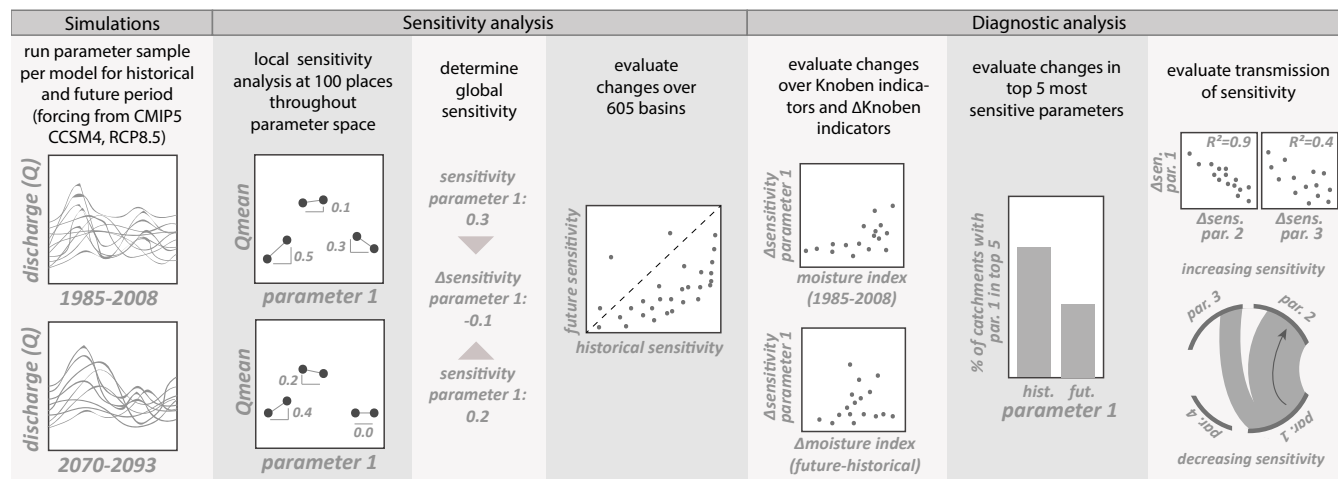 Simulations
Sensitivity analysis
Diagnostic analysis
run parameter sample
per model for historical
and future period
(forcing from CMIP5
CCSM4, RCP8.5)
discharge (Q)
1985-2008
discharge (Q)
2070-2093
local sensitivity
analysis at 100 places
throughout
parameter space
Qmean
0.1
0.5
0.3
parameter 1
Qmean
0.2
0.4
0.0
parameter 1
determine
global
sensitivity
sensitivity
parameter 1:
0.3
Δsensitivity
parameter 1:
-0.1
sensitivity
parameter 1:
0.2
evaluate
changes over
605 basins
future sensitivity
historical sensitivity
evaluate changes
over Knoben indica-
tors and ΔKnoben
indicators
Δsensitivity
parameter 1
moisture index
(1985-2008)
Δsensitivity
parameter 1
Δmoisture index
(future-historical)
evaluate changes in
top 5 most
sensitive parameters
% of catchments with
par. 1 in top 5
hist. fut.
parameter 1
evaluate transmission
of sensitivity
R²=0.9
R²=0.4
Δsen.
par. 1
Δsens.
par. 2
Δsens.
par. 3
increasing sensitivity
par. 3
par. 2
par. 4
par. 1
decreasing sensitivity